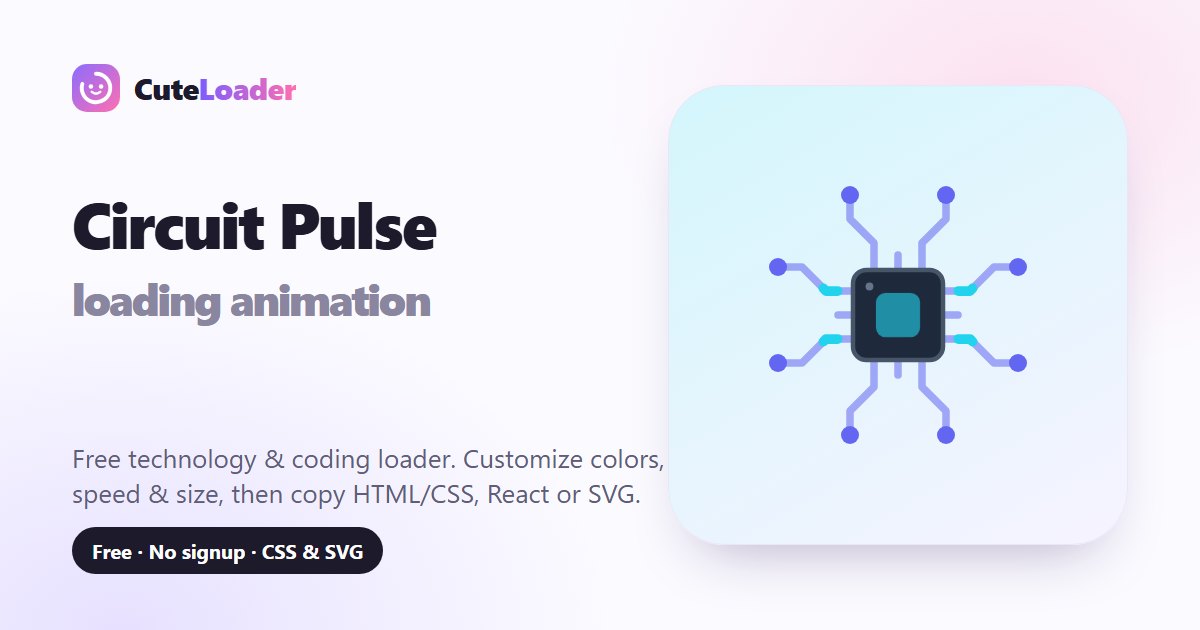 CuteLoader
Circuit Pulse
loading animation
Free technology & coding loader. Customize colors,
speed & size, then copy HTML/CSS, React or SVG.
Free · No signup · CSS & SVG